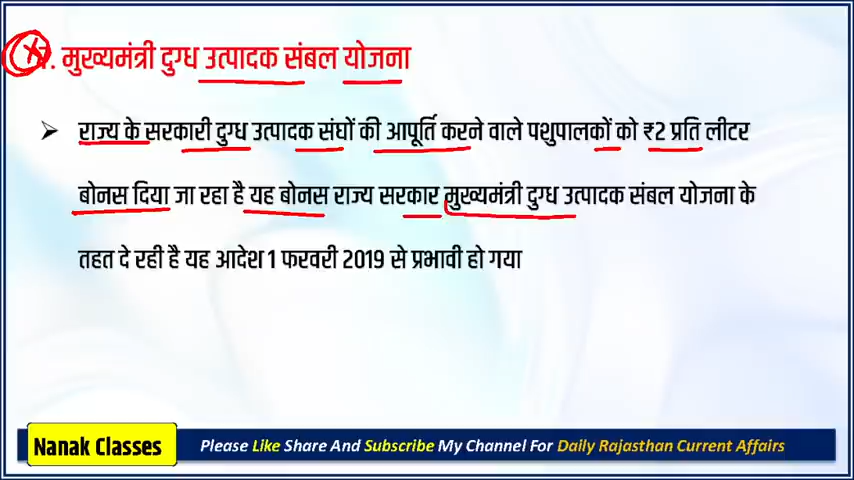 . मुख्यमंत्री दुग्ध उत्पादक संबल योजना
➢ राज्य के सरकारी दुग्ध उत्पादक संघों की आपूर्ति करने वाले पशुपालकों को ₹2 प्रति लीटर
बोनस दिया जा रहा है यह बोनस राज्य सरकार मुख्यमंत्री दुग्ध उत्पादक संबल योजना के
तहत दे रही है यह आदेश 1 फरवरी 2019 से प्रभावी हो गया
Nanak Classes
Please Like Share And Subscribe My Channel For Daily Rajasthan Current Affairs